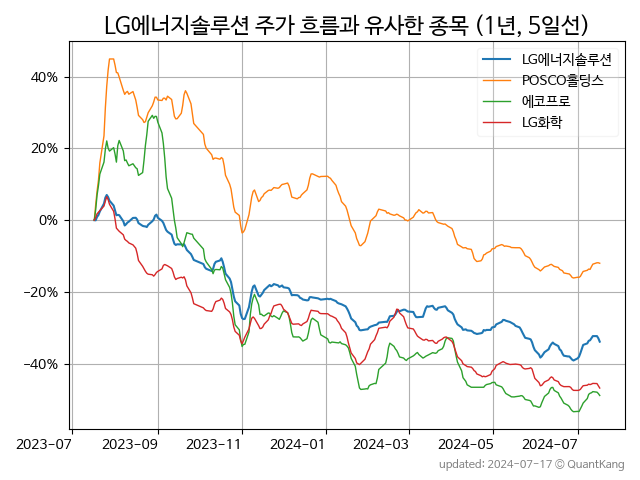 LG에너지솔루션 주가 흐름과 유사한 종목 (1년, 5일선)
LG에너지솔루션
POSCO홀딩스
에코프로
LG화학
40%
20%
0%
−20%
−40%
2023-07 2023-09 2023-11 2024-01 2024-03 2024-05 2024-07
updated: 2024-07-17 © QuantKang